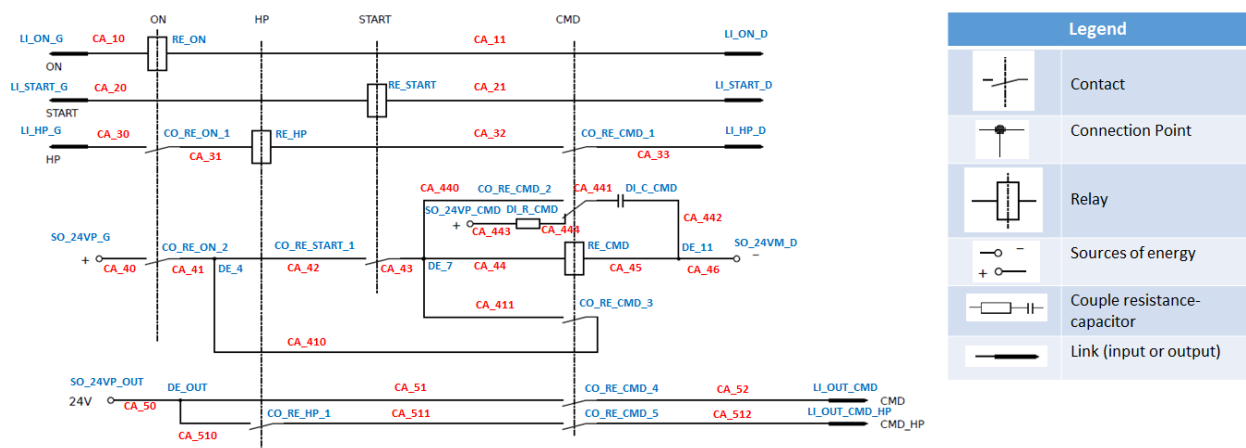 ON HP START CMD
LI_ON_G CA_10 RE_ON CA_11 LI_ON_D
ON
LI_START_G CA_20 RE_START CA_21 LI_START_D
START
LI_HP_G CA_30 CO_RE_ON_1 RE_HP CA_32 CO_RE_CMD_1 LI_HP_D
HP CA_31 CA_33
CA_440 CO_RE_CMD_2 CA_441 DI_C_CMD
SO_24VP_CMD DI_R_CMD CA_442
+ CA_443 CA_444
SO_24VP_G CO_RE_ON_2 CO_RE_START_1 RE_CMD DE_11 SO_24VM_D
+ CA_40 CA_41 DE_4 CA_42 CA_43 DE_7 CA_44 CA_45 CA_46 −
CA_411 CO_RE_CMD_3
CA_410
SO_24VP_OUT DE_OUT CA_51 CO_RE_CMD_4 CA_52 LI_OUT_CMD
24V CA_50 CMD
CO_RE_HP_1 CA_511 CO_RE_CMD_5 CA_512 LI_OUT_CMD_HP
CA_510 CMD_HP
Legend
Contact
Connection Point
Relay
− Sources of energy
+
Couple resistance-
capacitor
Link (input or output)